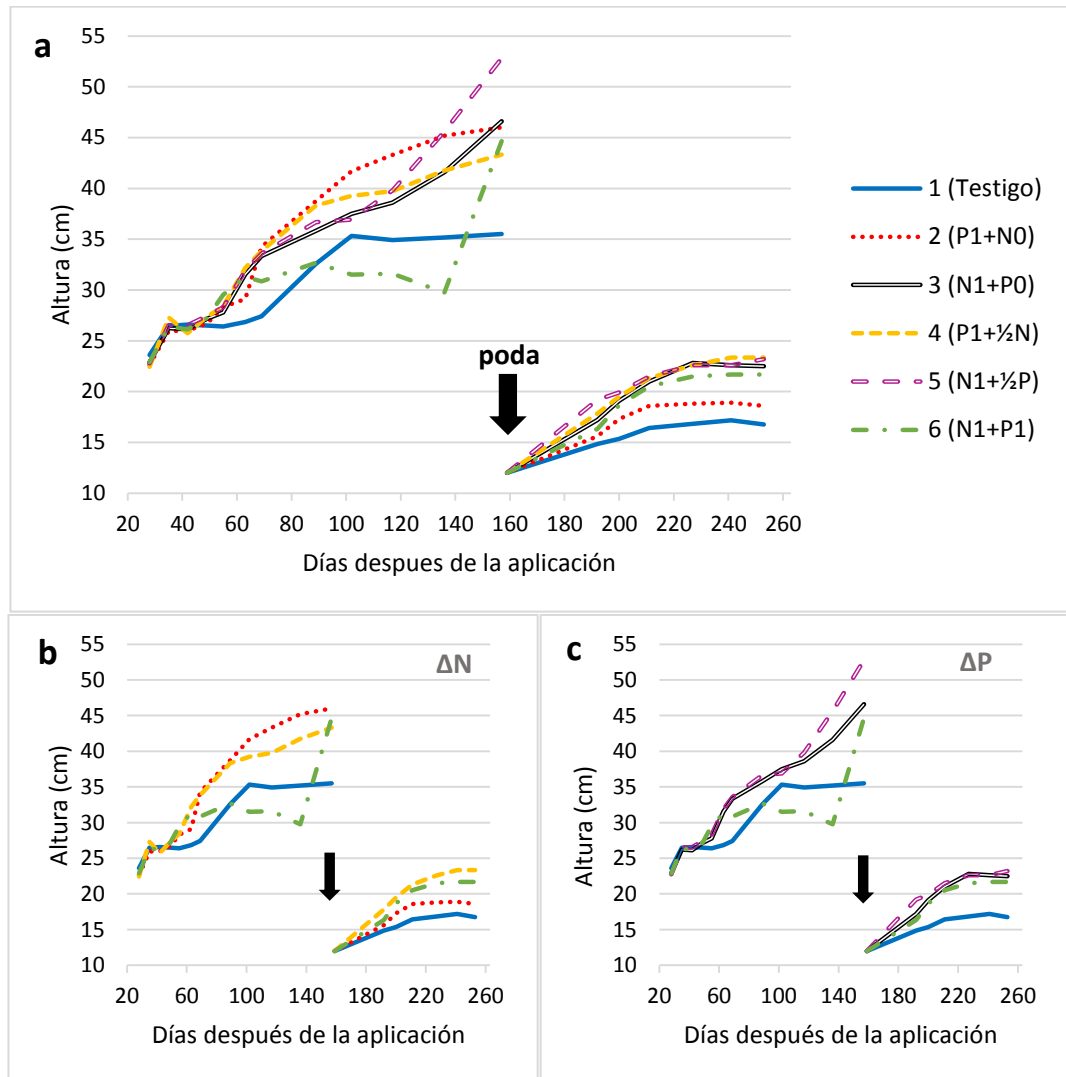 a
55
50
45
40
35
30
25
20
15
10
Altura (cm)
poda
20 40 60 80 100 120 140 160 180 200 220 240 260
Días despues de la aplicación
1 (Testigo)
2 (P1+N0)
3 (N1+P0)
4 (P1+½N)
5 (N1+½P)
6 (N1+P1)
b
ΔN
55
50
45
40
35
30
25
20
15
10
Altura (cm)
20 60 100 140 180 220 260
Días después de la aplicación
c
ΔP
55
50
45
40
35
30
25
20
15
10
Altura (cm)
20 60 100 140 180 220 260
Días después de la aplicación